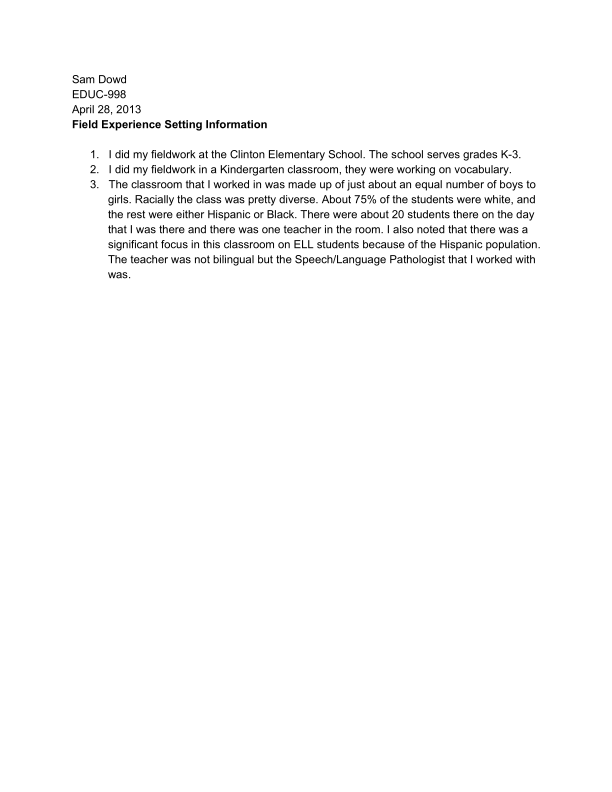 Sam Dowd
EDUC-998
April 28, 2013
Field Experience Setting Information
1. I did my fieldwork at the Clinton Elementary School. The school serves grades K-3.
2. I did my fieldwork in a Kindergarten classroom, they were working on vocabulary.
3. The classroom that I worked in was made up of just about an equal number of boys to
girls. Racially the class was pretty diverse. About 75% of the students were white, and
the rest were either Hispanic or Black. There were about 20 students there on the day
that I was there and there was one teacher in the room. I also noted that there was a
significant focus in this classroom on ELL students because of the Hispanic population.
The teacher was not bilingual but the Speech/Language Pathologist that I worked with
was.